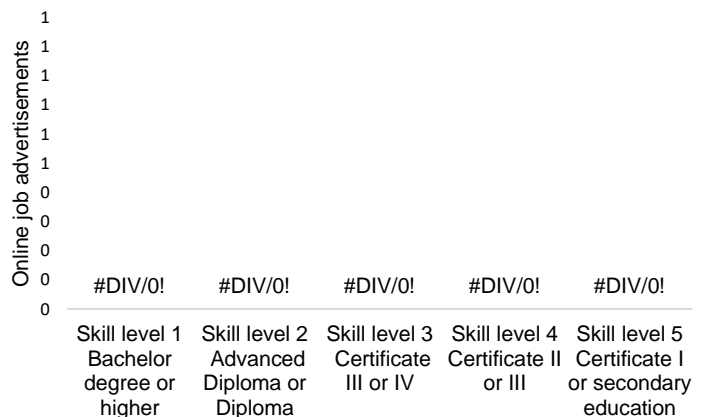 Online job advertisements
1
1
1
1
1
1
0
0
0
0
0
#DIV/0! #DIV/0! #DIV/0! #DIV/0! #DIV/0!
Skill level 1
Bachelor
degree or
higher
Skill level 2
Advanced
Diploma or
Diploma
Skill level 3
Certificate
III or IV
Skill level 4
Certificate II
or III
Skill level 5
Certificate I
or secondary
education